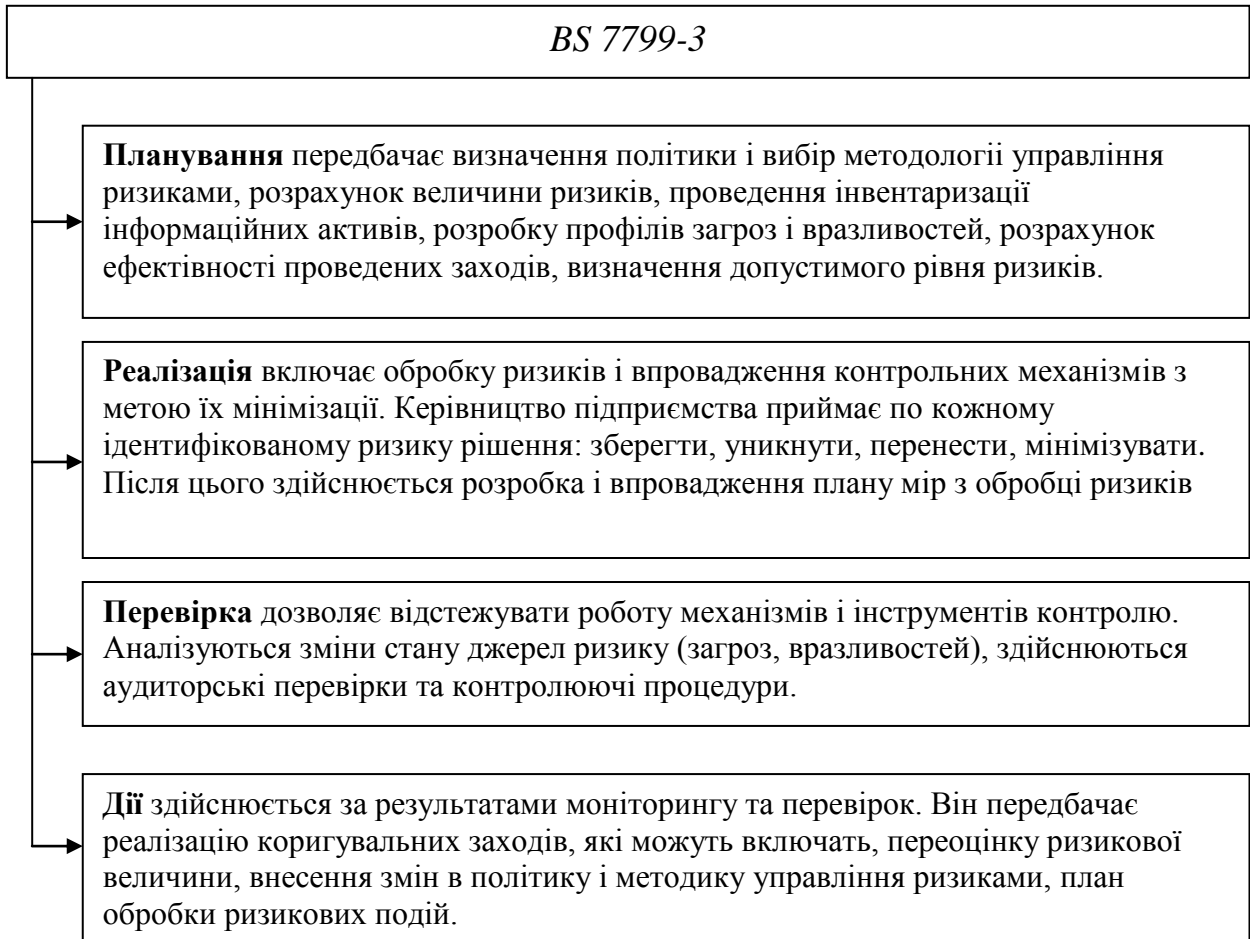 BS 7799-3
Планування передбачає визначення політики і вибір методології управління
ризиками, розрахунок величини ризиків, проведення інвентаризації
інформаційних активів, розробку профілів загроз і вразливостей, розрахунок
ефектівності проведених заходів, визначення допустимого рівня ризиків.
Реалізація включає обробку ризиків і впровадження контрольних механізмів з
метою їх мінімізації. Керівництво підприємства приймає по кожному
ідентифікованому ризику рішення: зберегти, уникнути, перенести, мінімізувати.
Після цього здійснюється розробка і впровадження плану мір з обробці ризиків
Перевірка дозволяє відстежувати роботу механізмів і інструментів контролю.
Аналізуються зміни стану джерел ризику (загроз, вразливостей), здійснюються
аудиторські перевірки та контролюючі процедури.
Дії здійснюється за результатами моніторингу та перевірок. Він передбачає
реалізацію коригувальних заходів, які можуть включать, переоцінку ризикової
величини, внесення змін в політику і методику управління ризиками, план
обробки ризикових подій.